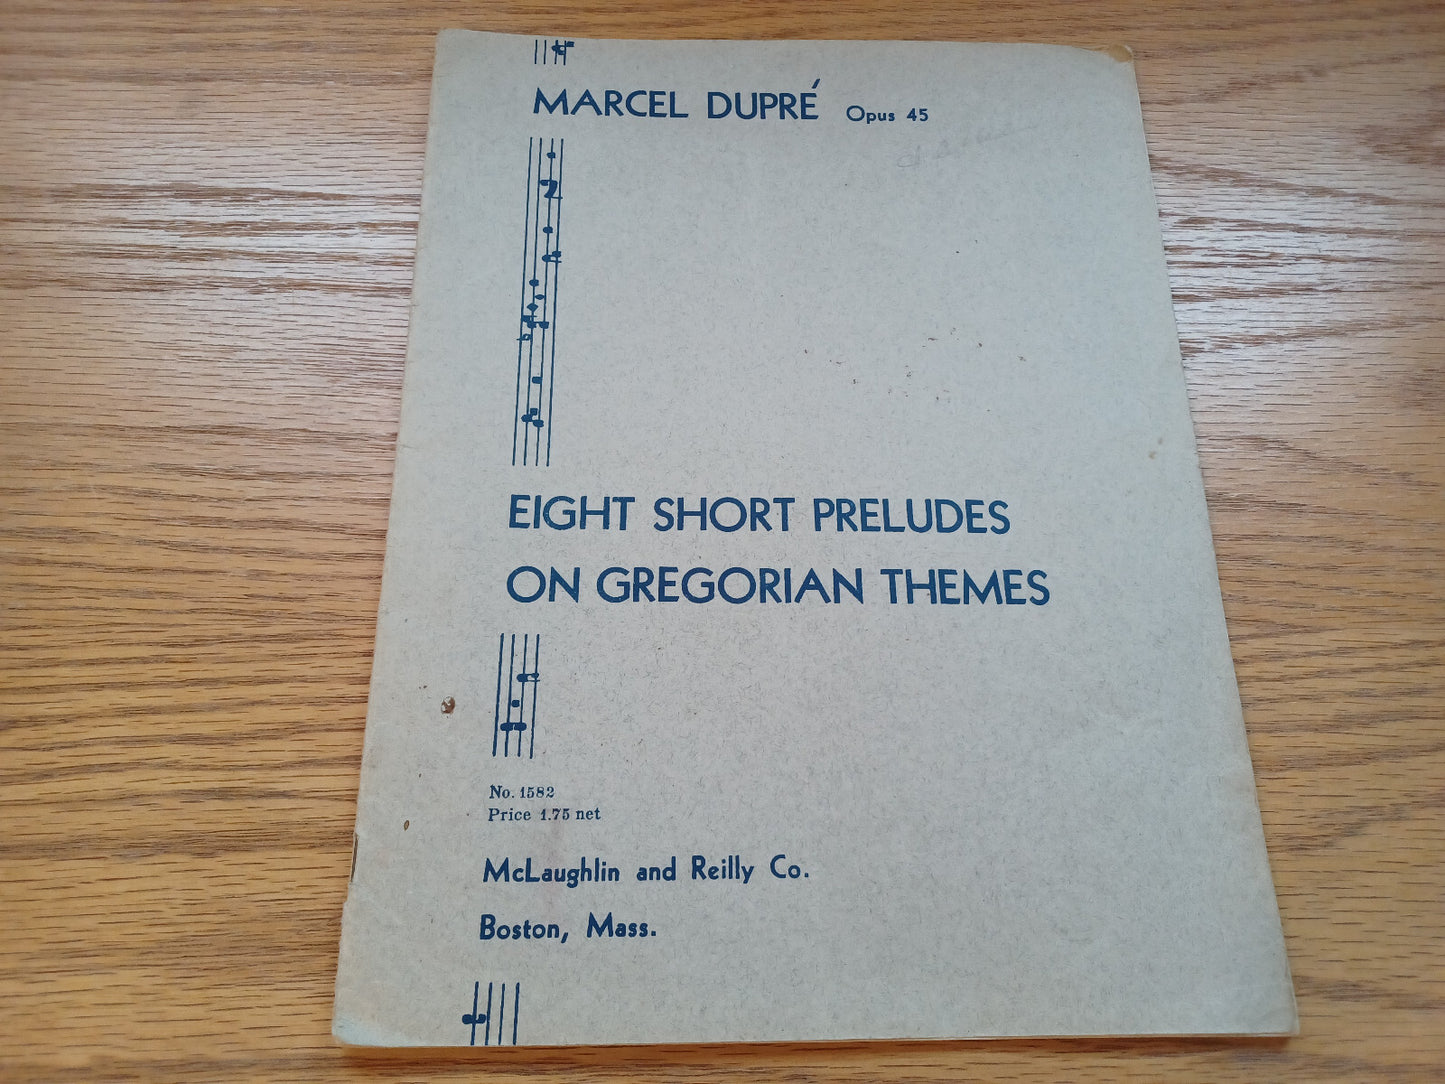 MARCEL DUPRÉ Opus 45
EIGHT SHORT PRELUDES
ON GREGORIAN THEMES
No. 1582
Price 1.75 net
McLaughlin and Reilly Co.
Boston, Mass.